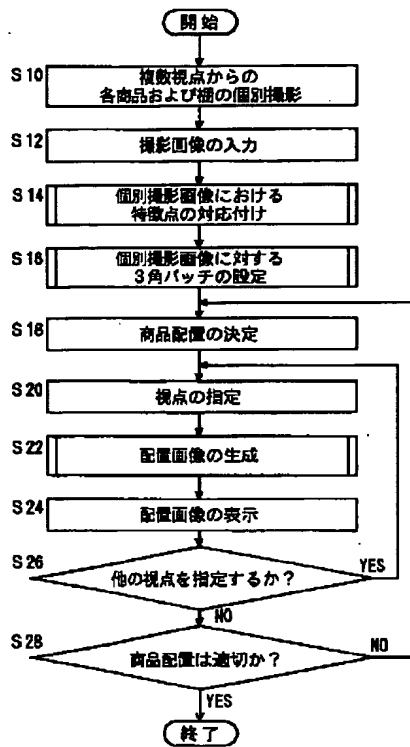 開始
S10
複数視点からの
各商品および棚の個別撮影
S12
撮影画像の入力
S14
個別撮影画像における
特徴点の対応付け
S16
個別撮影画像に対する
3角パッチの設定
S18
商品配置の決定
S20
視点の指定
S22
配置画像の生成
S24
配置画像の表示
S26
他の視点を指定するか?
YES
NO
S28
商品配置は適切か?
NO
YES
終了